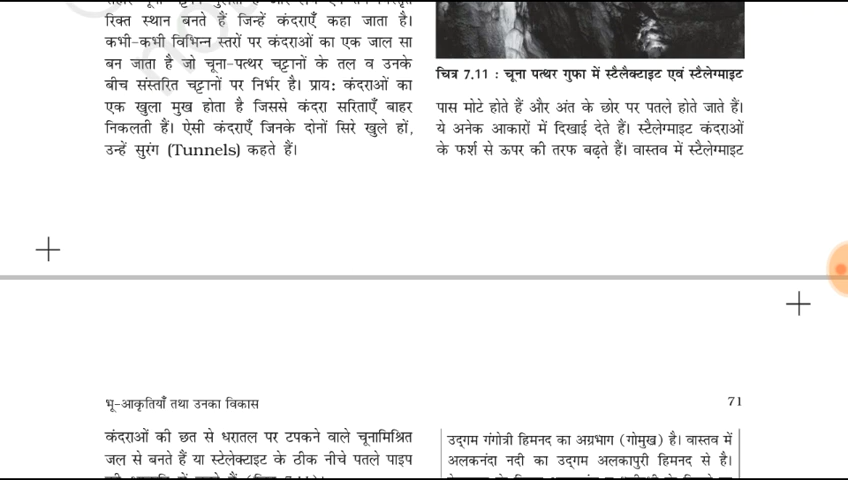 रिक्त स्थान बनते हैं जिन्हें कंदराएँ कहा जाता है।
कभी-कभी विभिन्न स्तरों पर कंदराओं का एक जाल सा
बन जाता है जो चूना-पत्थर चट्टानों के तल व उनके
बीच संस्तरित चट्टानों पर निर्भर है। प्राय: कंदराओं का
एक खुला मुख होता है जिससे कंदरा सरिताएँ बाहर
निकलती हैं। ऐसी कंदराएँ जिनके दोनों सिरे खुले हों,
उन्हें सुरंग (Tunnels) कहते हैं।
चित्र 7.11 : चूना पत्थर गुफा में स्टैलैक्टाइट एवं स्टैलेग्माइट
पास मोटे होते हैं और अंत के छोर पर पतले होते जाते हैं।
ये अनेक आकारों में दिखाई देते हैं। स्टैलेग्माइट कंदराओं
के फर्श से ऊपर की तरफ बढ़ते हैं। वास्तव में स्टैलेग्माइट
भू-आकृतियाँ तथा उनका विकास
71
कंदराओं की छत से धरातल पर टपकने वाले चूनामिश्रित
जल से बनते हैं या स्टेलेक्टाइट के ठीक नीचे पतले पाइप
उद्गम गंगोत्री हिमनद का अग्रभाग (गोमुख) है। वास्तव में
अलकनंदा नदी का उद्गम अलकापुरी हिमनद से है।